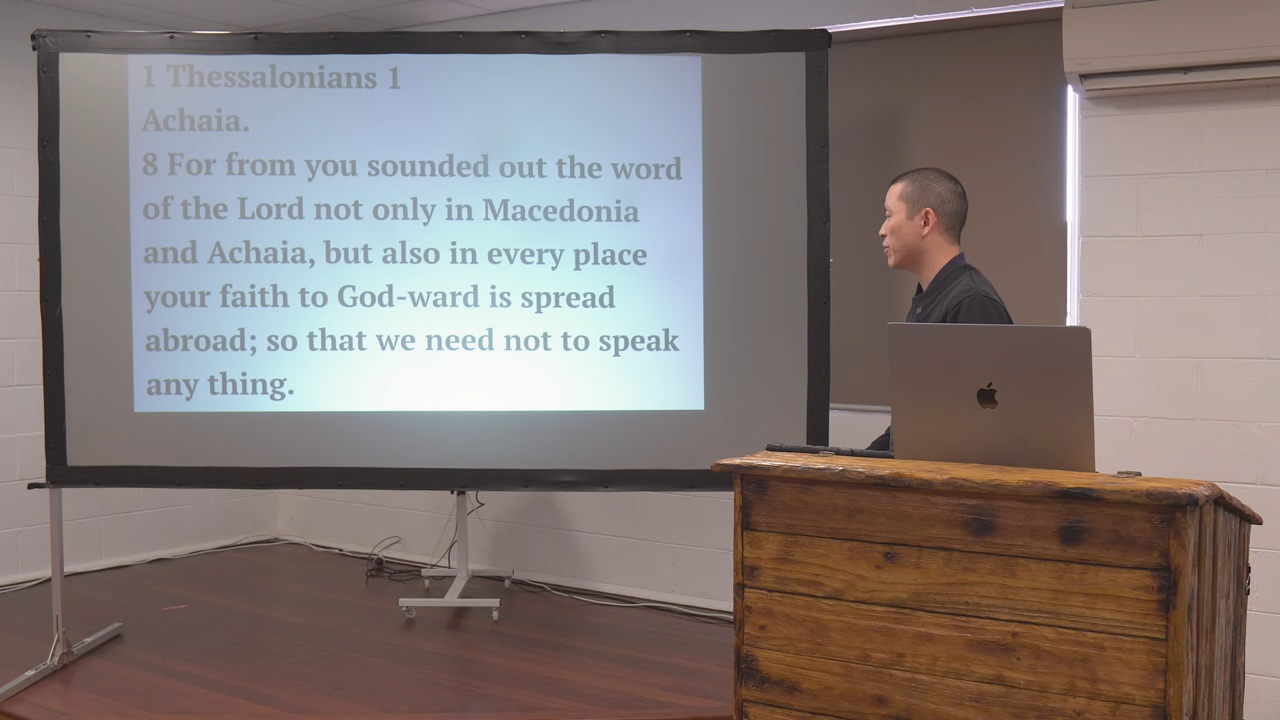 1 Thessalonians 1
Achaia.
8 For from you sounded out the word
of the Lord not only in Macedonia
and Achaia, but also in every place
your faith to God-ward is spread
abroad; so that we need not to speak
any thing.